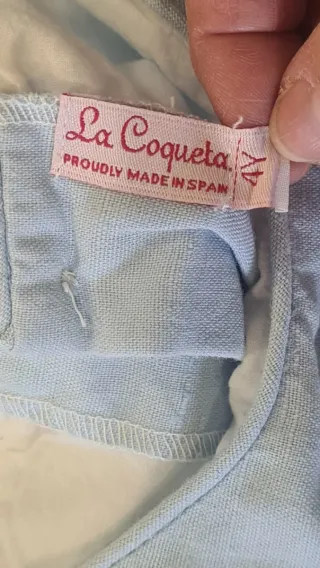 La Coqueta.
PROUDLY MADE IN SPAIN
4Y